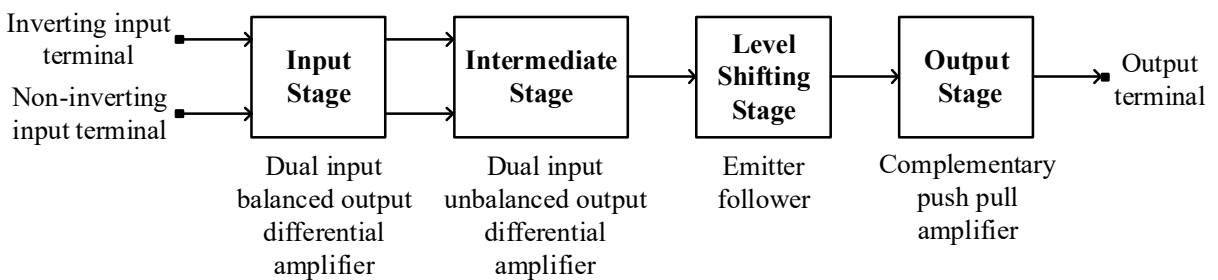 Inverting input
terminal
Non-inverting
input terminal
Input
Stage
Dual input
balanced output
differential
amplifier
Intermediate
Stage
Dual input
unbalanced output
differential
amplifier
Level
Shifting
Stage
Emitter
follower
Output
Stage
Complementary
push pull
amplifier
Output
terminal